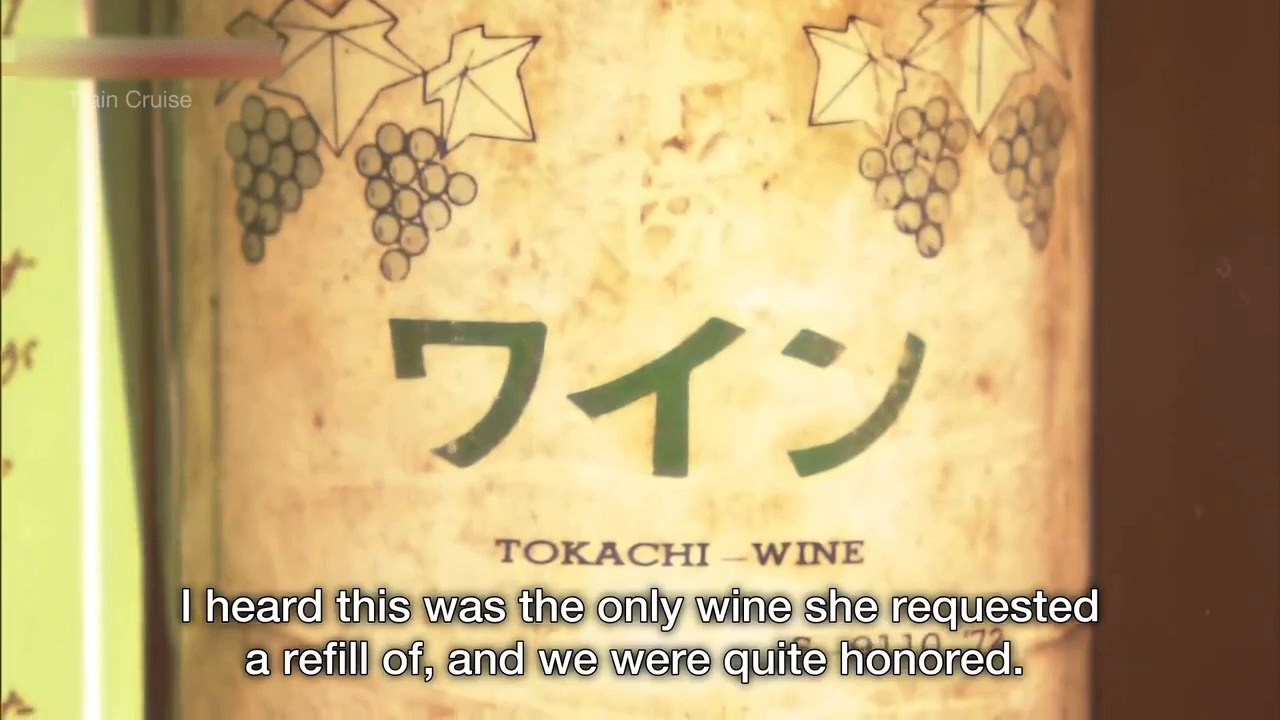 Train Cruise
ワイン
TOKACHI-WINE
I heard this was the only wine she requested
a refill of, and we were quite honored.